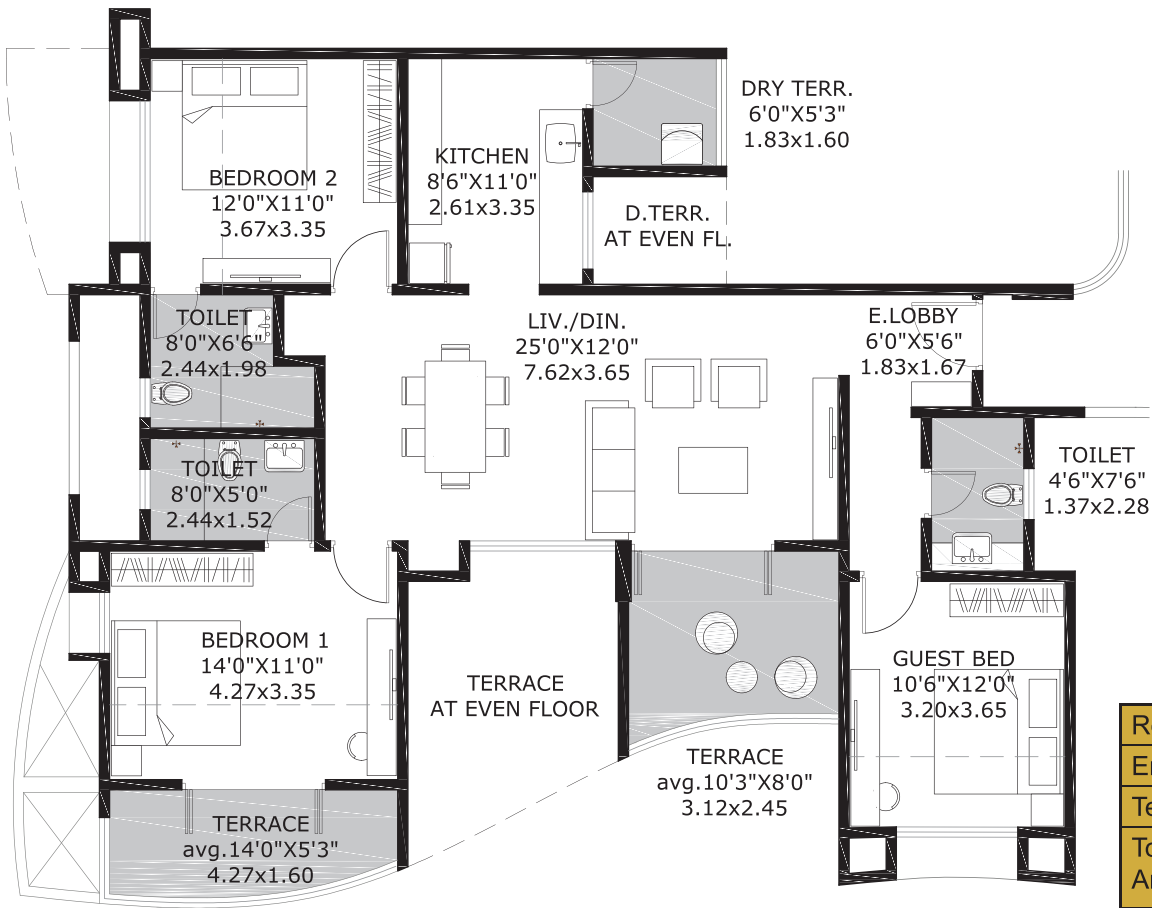 DRY TERR.
6'0"X5'3"
1.83x1.60
KITCHEN
8'6"X11'0"
2.61x3.35
BEDROOM 2
12'0"X11'0"
3.67x3.35
D.TERR.
AT EVEN FL.
TOILET
8'0"X6'6"
2.44x1.98
LIV./DIN.
25'0"X12'0"
7.62x3.65
E.LOBBY
6'0"X5'6"
1.83x1.67
TOILET
8'0"X5'0"
2.44x1.52
TOILET
4'6"X7'6"
1.37x2.28
BEDROOM 1
14'0"X11'0"
4.27x3.35
TERRACE
AT EVEN FLOOR
GUEST BED
10'6"X12'0"
3.20x3.65
TERRACE
avg.10'3"X8'0"
3.12x2.45
TERRACE
avg.14'0"X5'3"
4.27x1.60